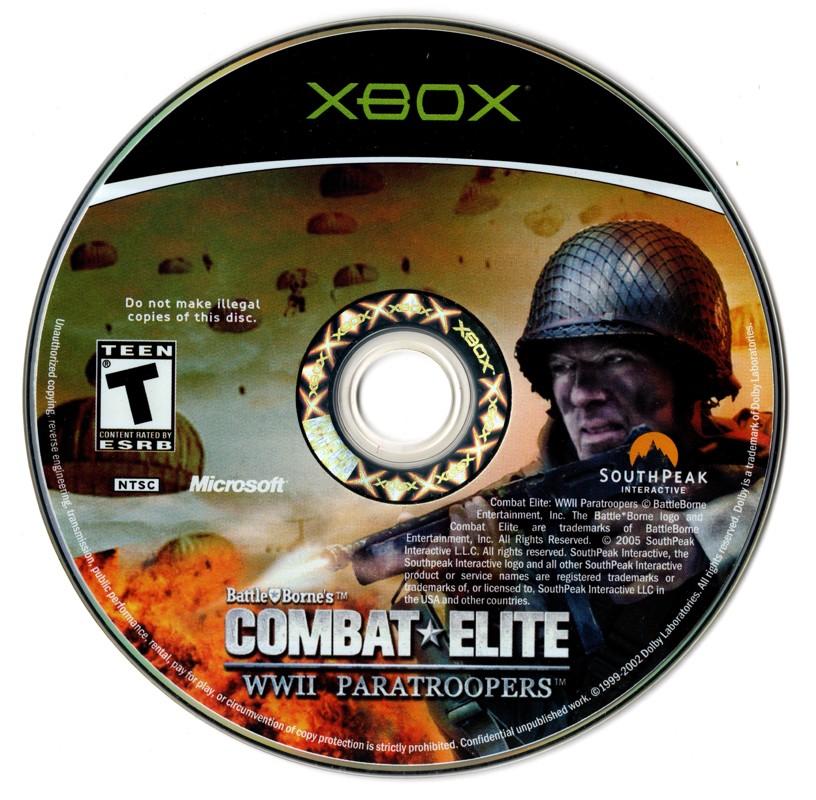 XBOX
Do not make illegal
copies of this disc.
TEEN
T
®
CONTENT RATED BY
ESRB
NTSC
Microsoft®
XBOX
SOUTHPEAK
INTERACTIVE
Combat Elite: WWII Paratroopers © BattleBorne
Entertainment, Inc. The Battle*Borne logo and
Combat Elite are trademarks of BattleBorne
Entertainment, Inc. All Rights Reserved. © 2005 SouthPeak
Interactive L.L.C. All rights reserved. SouthPeak Interactive, the
Southpeak Interactive logo and all other SouthPeak Interactive
product or service names are registered trademarks or
trademarks of, or licensed to, SouthPeak Interactive LLC in
the USA and other countries.
Battle Borne's™
COMBAT★ELITE
WWII PARATROOPERS™
Unauthorized copying, reverse engineering, transmission, public performance, rental, pay for play, or circumvention of copy protection is strictly prohibited. Confidential unpublished work. ©1999-2002 Dolby Laboratories. All rights reserved. Dolby is a trademark of Dolby Laboratories.